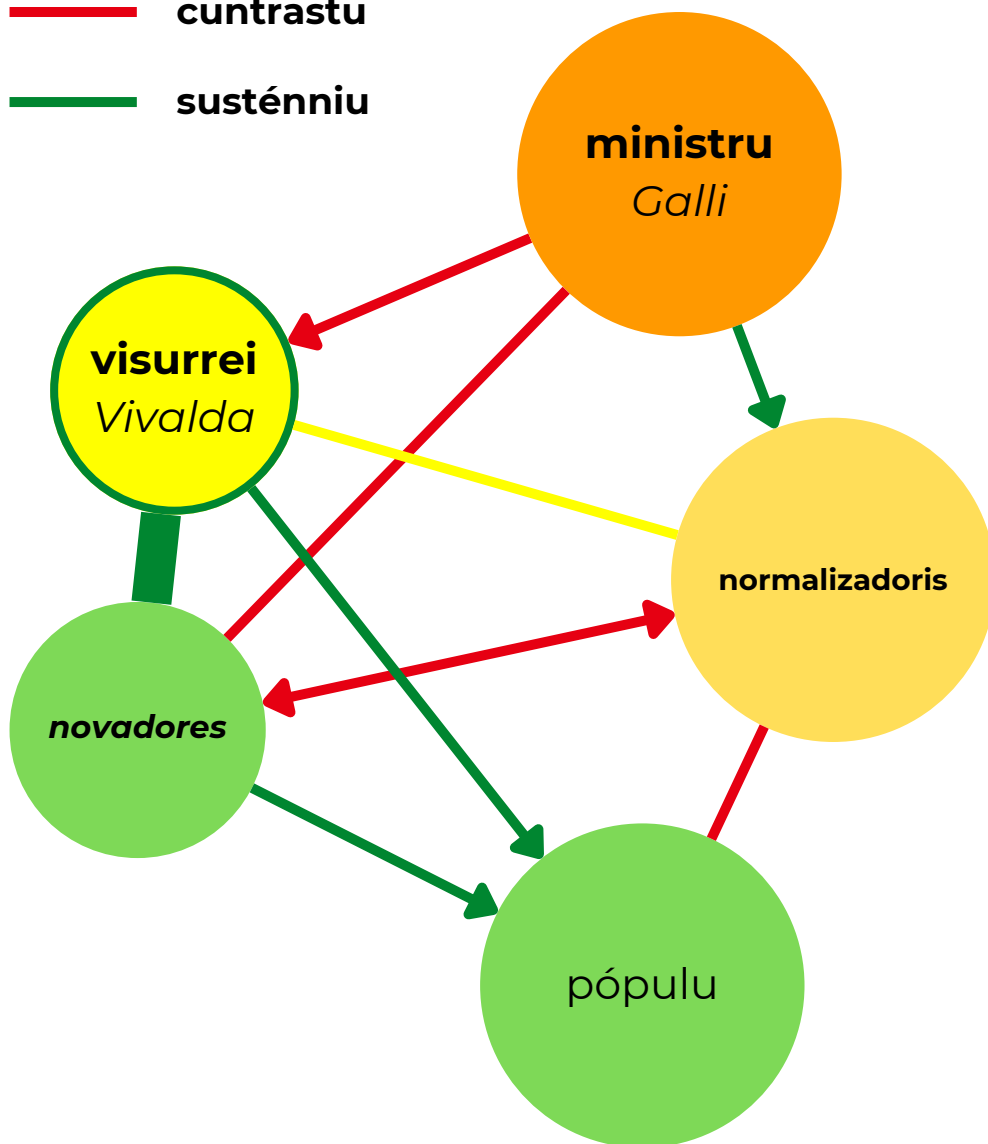 cuntrastu
susténniu
ministru
Galli
visurrei
Vivalda
normalizadoris
novadores
pópulu